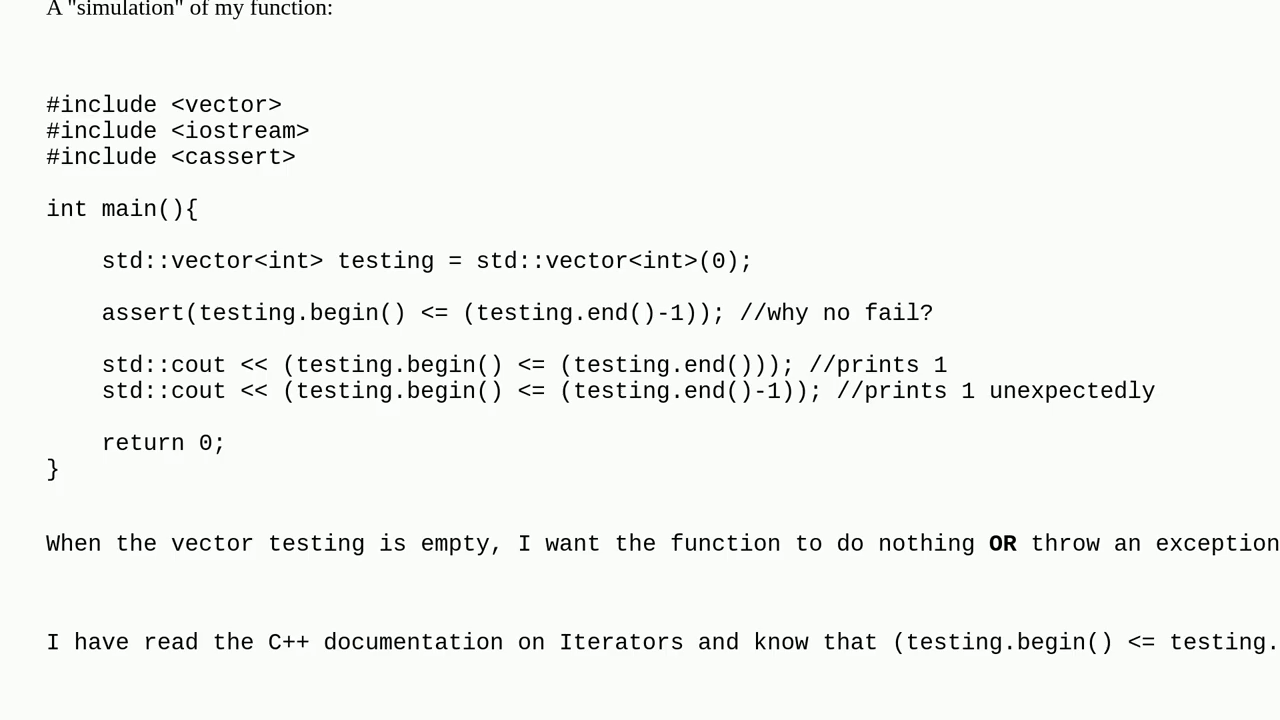 A "simulation" of my function:
#include <vector>
#include <iostream>
#include <cassert>
int main(){
    std::vector<int> testing = std::vector<int>(0);
    assert(testing.begin() <= (testing.end()-1)); //why no fail?
    std::cout << (testing.begin() <= (testing.end())); //prints 1
    std::cout << (testing.begin() <= (testing.end()-1)); //prints 1 unexpectedly
    return 0;
}
When the vector testing is empty, I want the function to do nothing OR throw an exception
I have read the C++ documentation on Iterators and know that (testing.begin() <= testing.